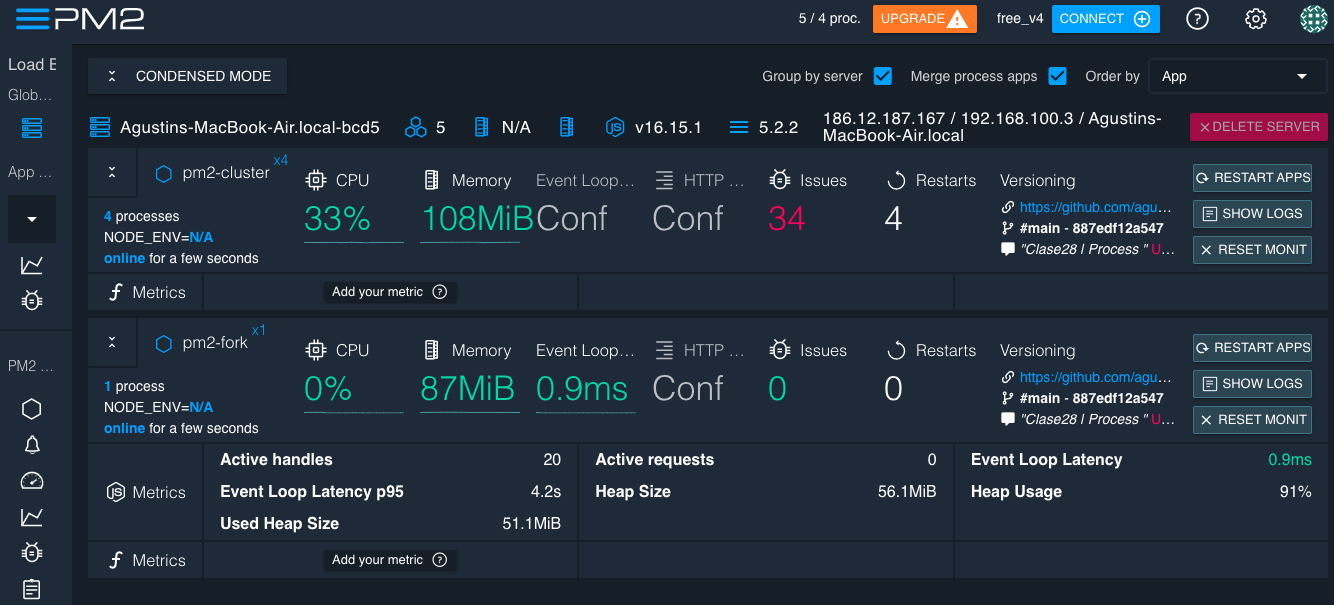 PM2
5 / 4 proc.
UPGRADE
free_v4
CONNECT
Load E
Glob…
App …
PM2 …
CONDENSED MODE
Group by server
Merge process apps
Order by
App
Agustins-MacBook-Air.local-bcd5
5
N/A
v16.15.1
5.2.2
186.12.187.167 / 192.168.100.3 / Agustins-
MacBook-Air.local
DELETE SERVER
pm2-cluster x4
4 processes
NODE_ENV=N/A
online for a few seconds
CPU
33%
Memory
108MiB
Event Loop…
Conf
HTTP …
Conf
Issues
34
Restarts
4
Versioning
https://github.com/agu…
#main - 887edf12a547
"Clase28 | Process " U…
RESTART APPS
SHOW LOGS
RESET MONIT
Metrics
Add your metric ?
pm2-fork x1
1 process
NODE_ENV=N/A
online for a few seconds
CPU
0%
Memory
87MiB
Event Loop…
0.9ms
HTTP …
Conf
Issues
0
Restarts
0
Versioning
https://github.com/agu…
#main - 887edf12a547
"Clase28 | Process " U…
RESTART APPS
SHOW LOGS
RESET MONIT
JS Metrics
Active handles 20
Event Loop Latency p95 4.2s
Used Heap Size 51.1MiB
Active requests 0
Heap Size 56.1MiB
Event Loop Latency 0.9ms
Heap Usage 91%
Metrics
Add your metric ?